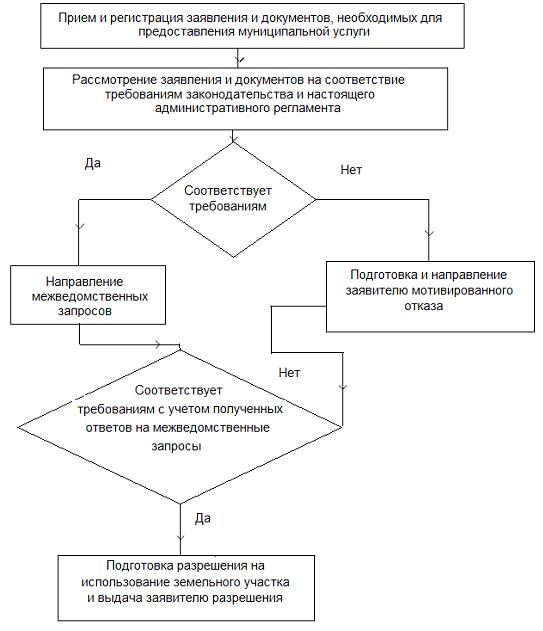 Прием и регистрация заявления и документов, необходимых для
предоставления муниципальной услуги
Рассмотрение заявления и документов на соответствие
требованиям законодательства и настоящего
административного регламента
Да
Нет
Соответствует
требованиям
Направление
межведомственных
запросов
Подготовка и направление
заявителю мотивированного
отказа
Нет
Соответствует
требованиям с учетом полученных
ответов на межведомственные
запросы
Да
Подготовка разрешения на
использование земельного участка
и выдача заявителю разрешения